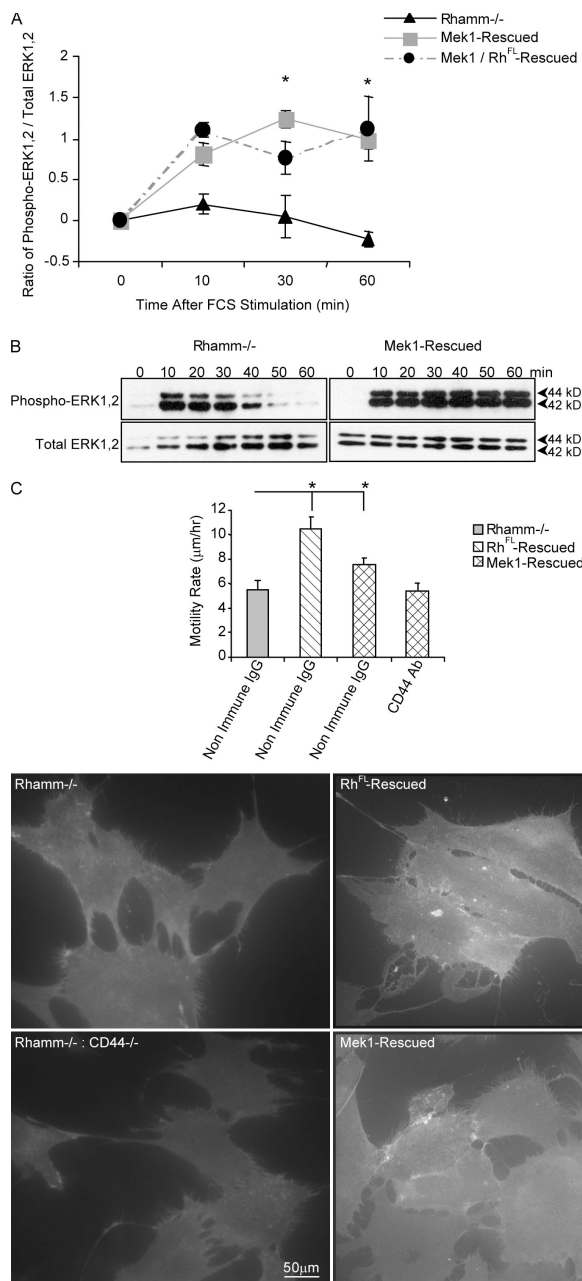 A
Rhamm-/-
Mek1-Rescued
Mek1 / Rh^FL-Rescued
Ratio of Phospho-ERK1,2 / Total ERK1,2
2
1.5
1
0.5
0
-0.5
*
*
0 10 30 60
Time After FCS Stimulation (min)
B
Rhamm-/- Mek1-Rescued
0 10 20 30 40 50 60 0 10 20 30 40 50 60 min
Phospho-ERK1,2
44 kD
42 kD
Total ERK1,2
44 kD
42 kD
C
* *
Motility Rate (μm/hr)
12
10
8
6
4
2
0
Rhamm-/-
Rh^FL-Rescued
Mek1-Rescued
Non Immune IgG
Non Immune IgG
Non Immune IgG
CD44 Ab
Rhamm-/-
Rh^FL-Rescued
Rhamm-/- : CD44-/-
Mek1-Rescued
50μm